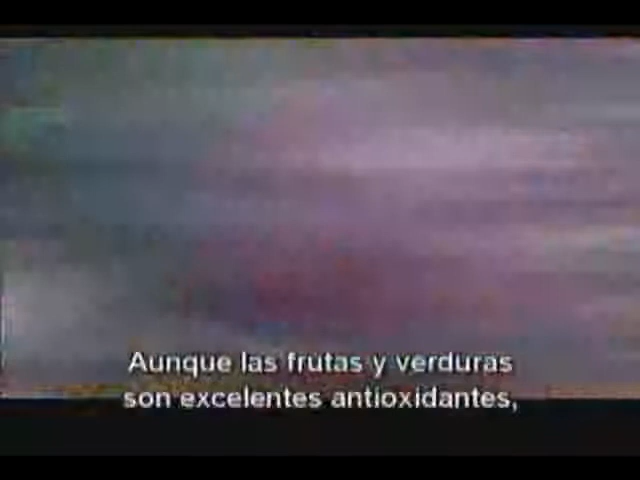 Aunque las frutas y verduras
son excelentes antioxidantes,